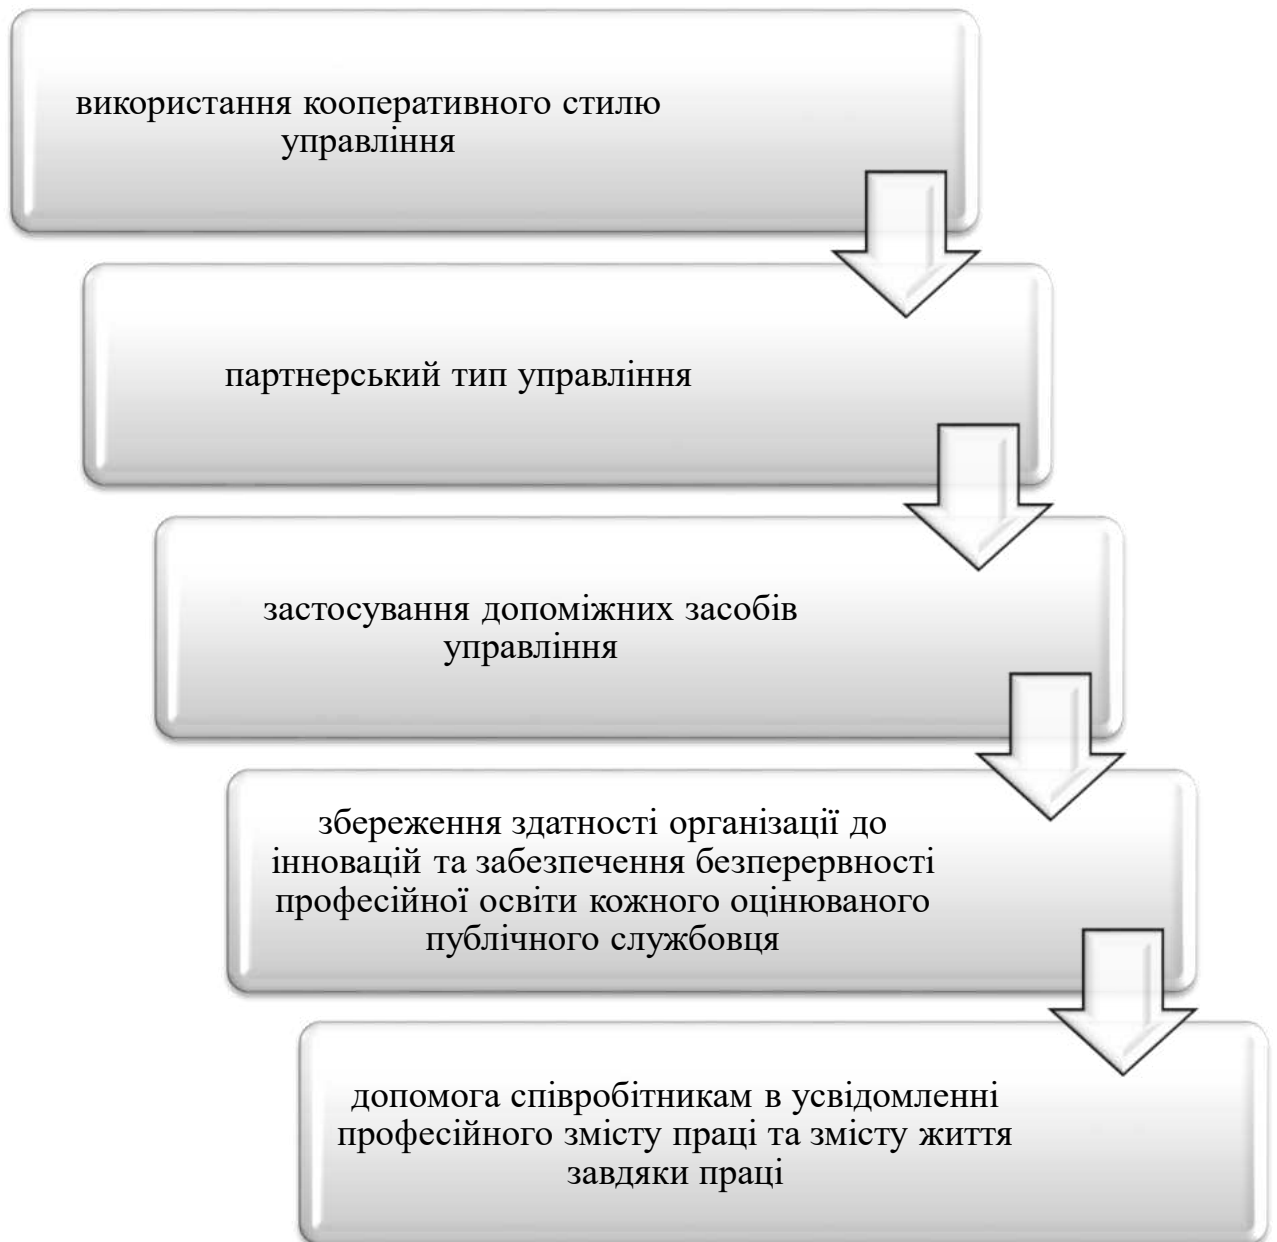 використання кооперативного стилю
управління
партнерський тип управління
застосування допоміжних засобів
управління
збереження здатності організації до
інновацій та забезпечення безперервності
професійної освіти кожного оцінюваного
публічного службовця
допомога співробітникам в усвідомленні
професійного змісту праці та змісту життя
завдяки праці